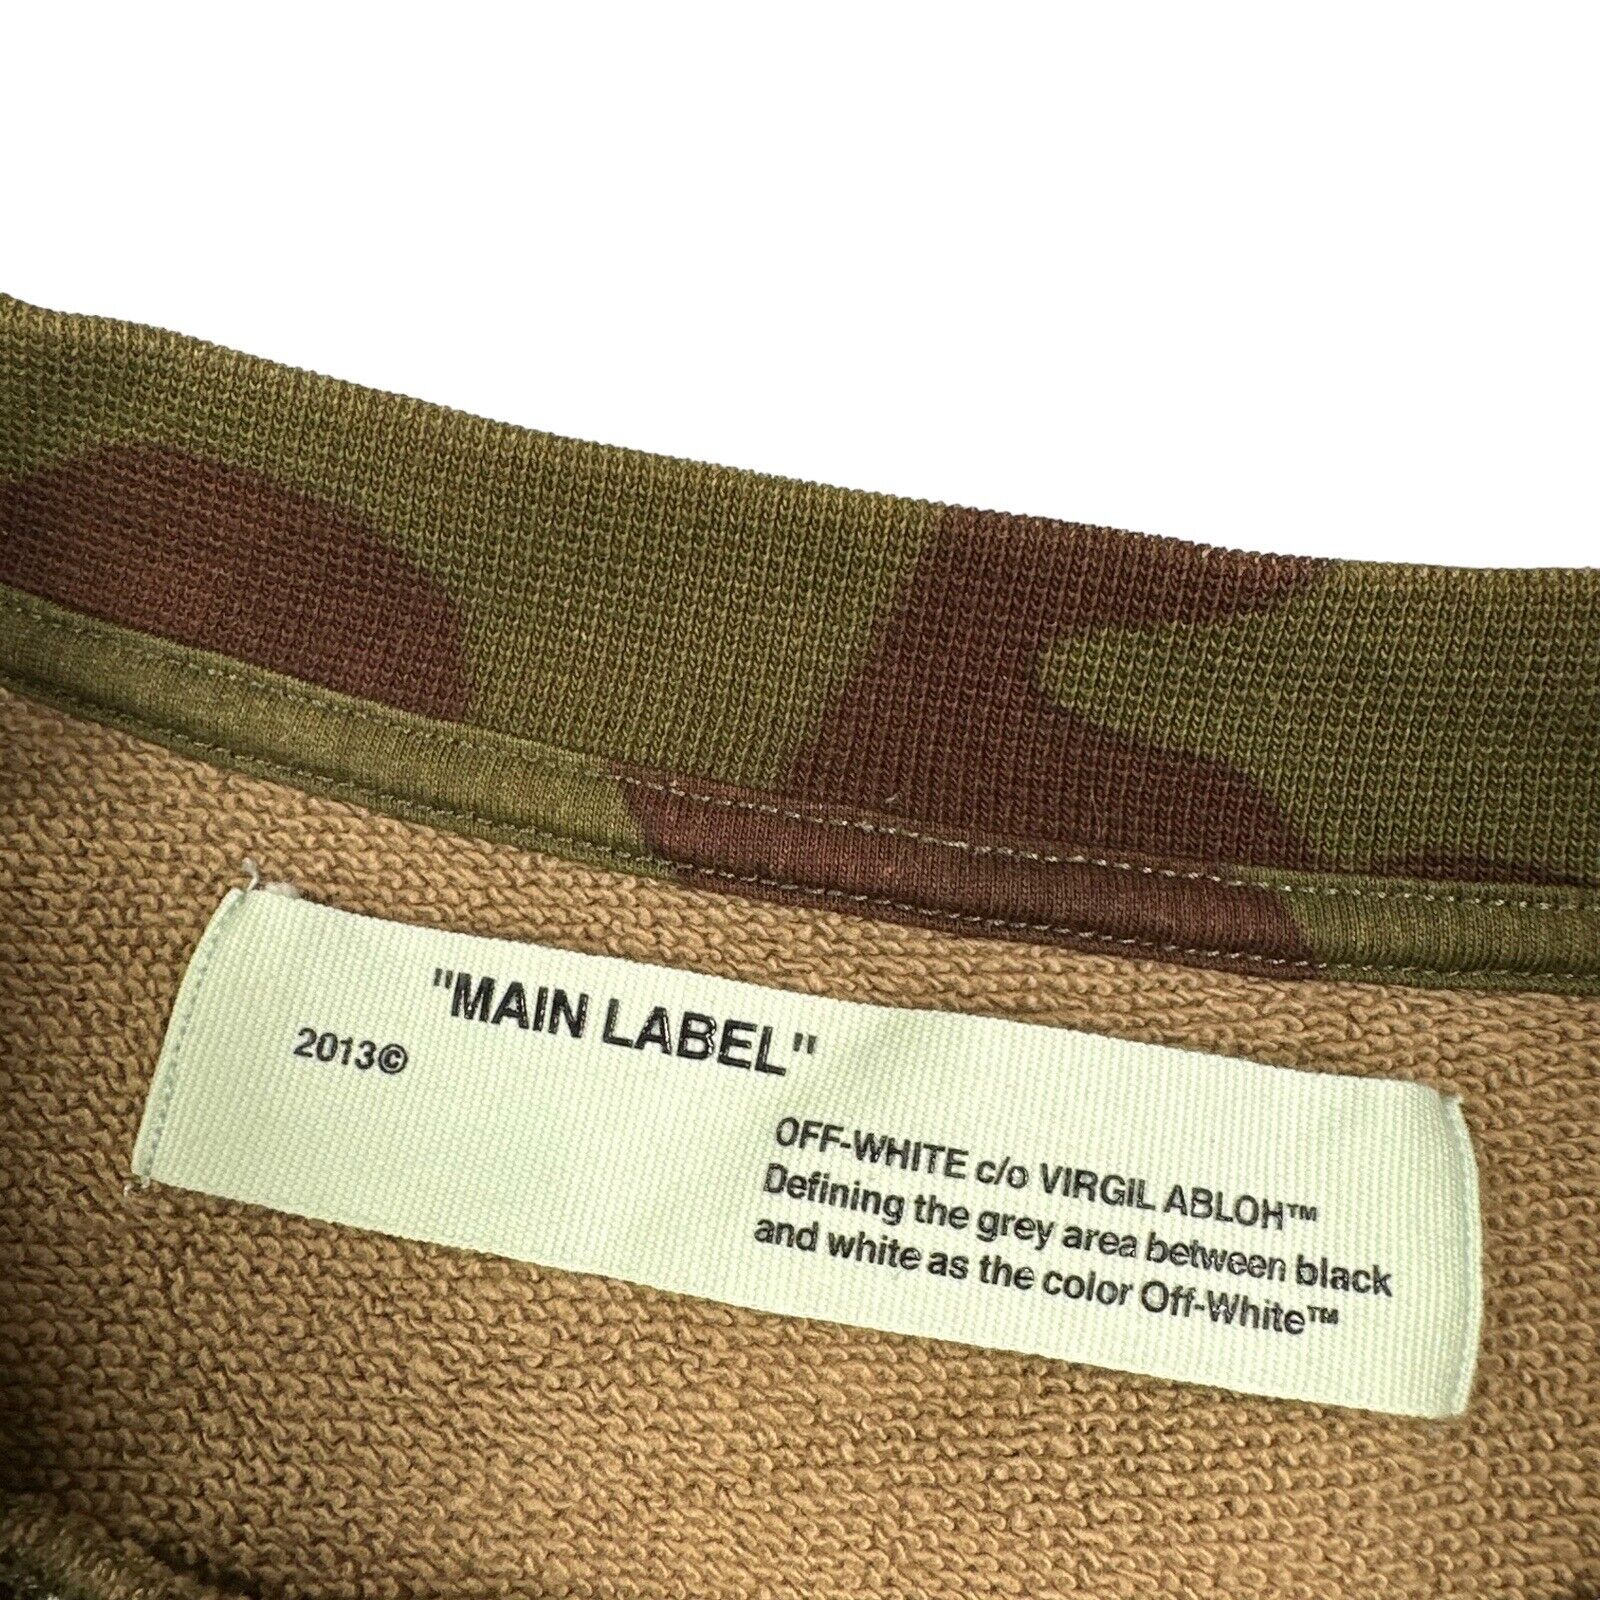 "MAIN LABEL"
2013©
OFF-WHITE c/o VIRGIL ABLOH™
Defining the grey area between black
and white as the color Off-White™